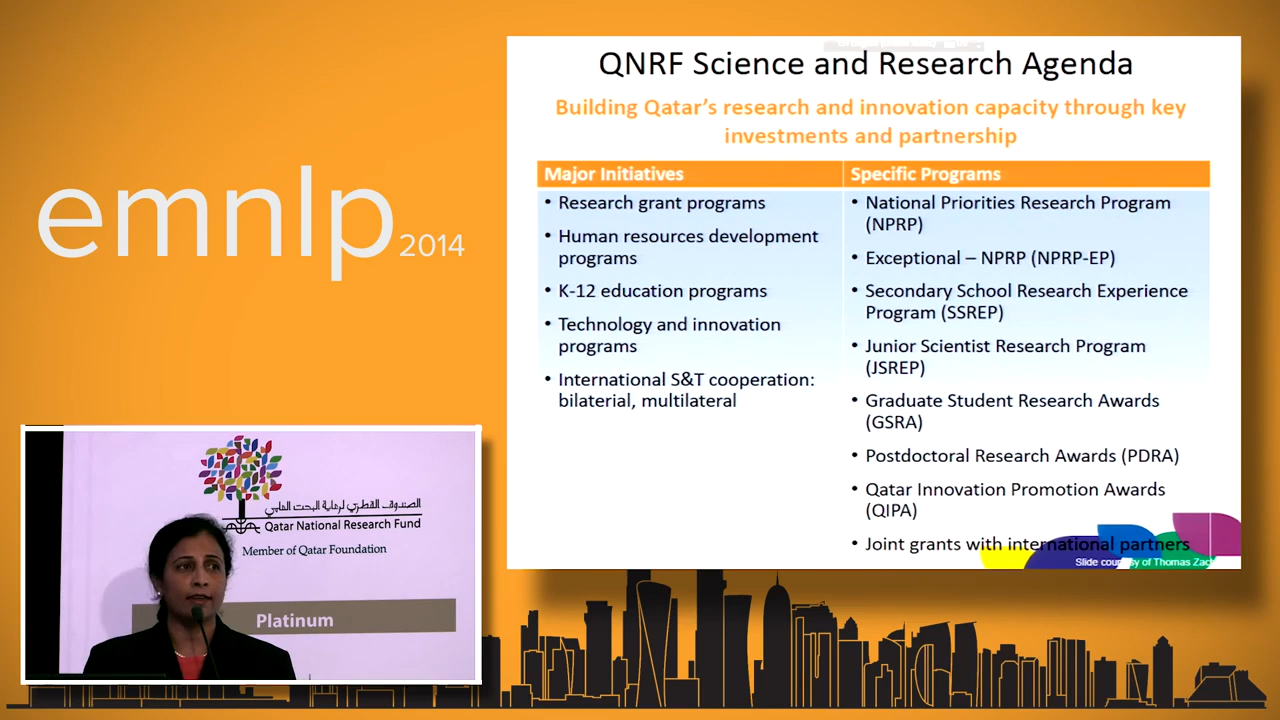 emnlp 2014
QNRF Science and Research Agenda
Building Qatar's research and innovation capacity through key
investments and partnership
Major Initiatives
• Research grant programs
• Human resources development
programs
• K-12 education programs
• Technology and innovation
programs
• International S&T cooperation:
bilaterial, multilateral
Specific Programs
• National Priorities Research Program
(NPRP)
• Exceptional – NPRP (NPRP-EP)
• Secondary School Research Experience
Program (SSREP)
• Junior Scientist Research Program
(JSREP)
• Graduate Student Research Awards
(GSRA)
• Postdoctoral Research Awards (PDRA)
• Qatar Innovation Promotion Awards
(QIPA)
• Joint grants with international partners
Slide courtesy of Thomas
الصندوق القطري لرعاية البحث العلمي
Qatar National Research Fund
Member of Qatar Foundation
Platinum